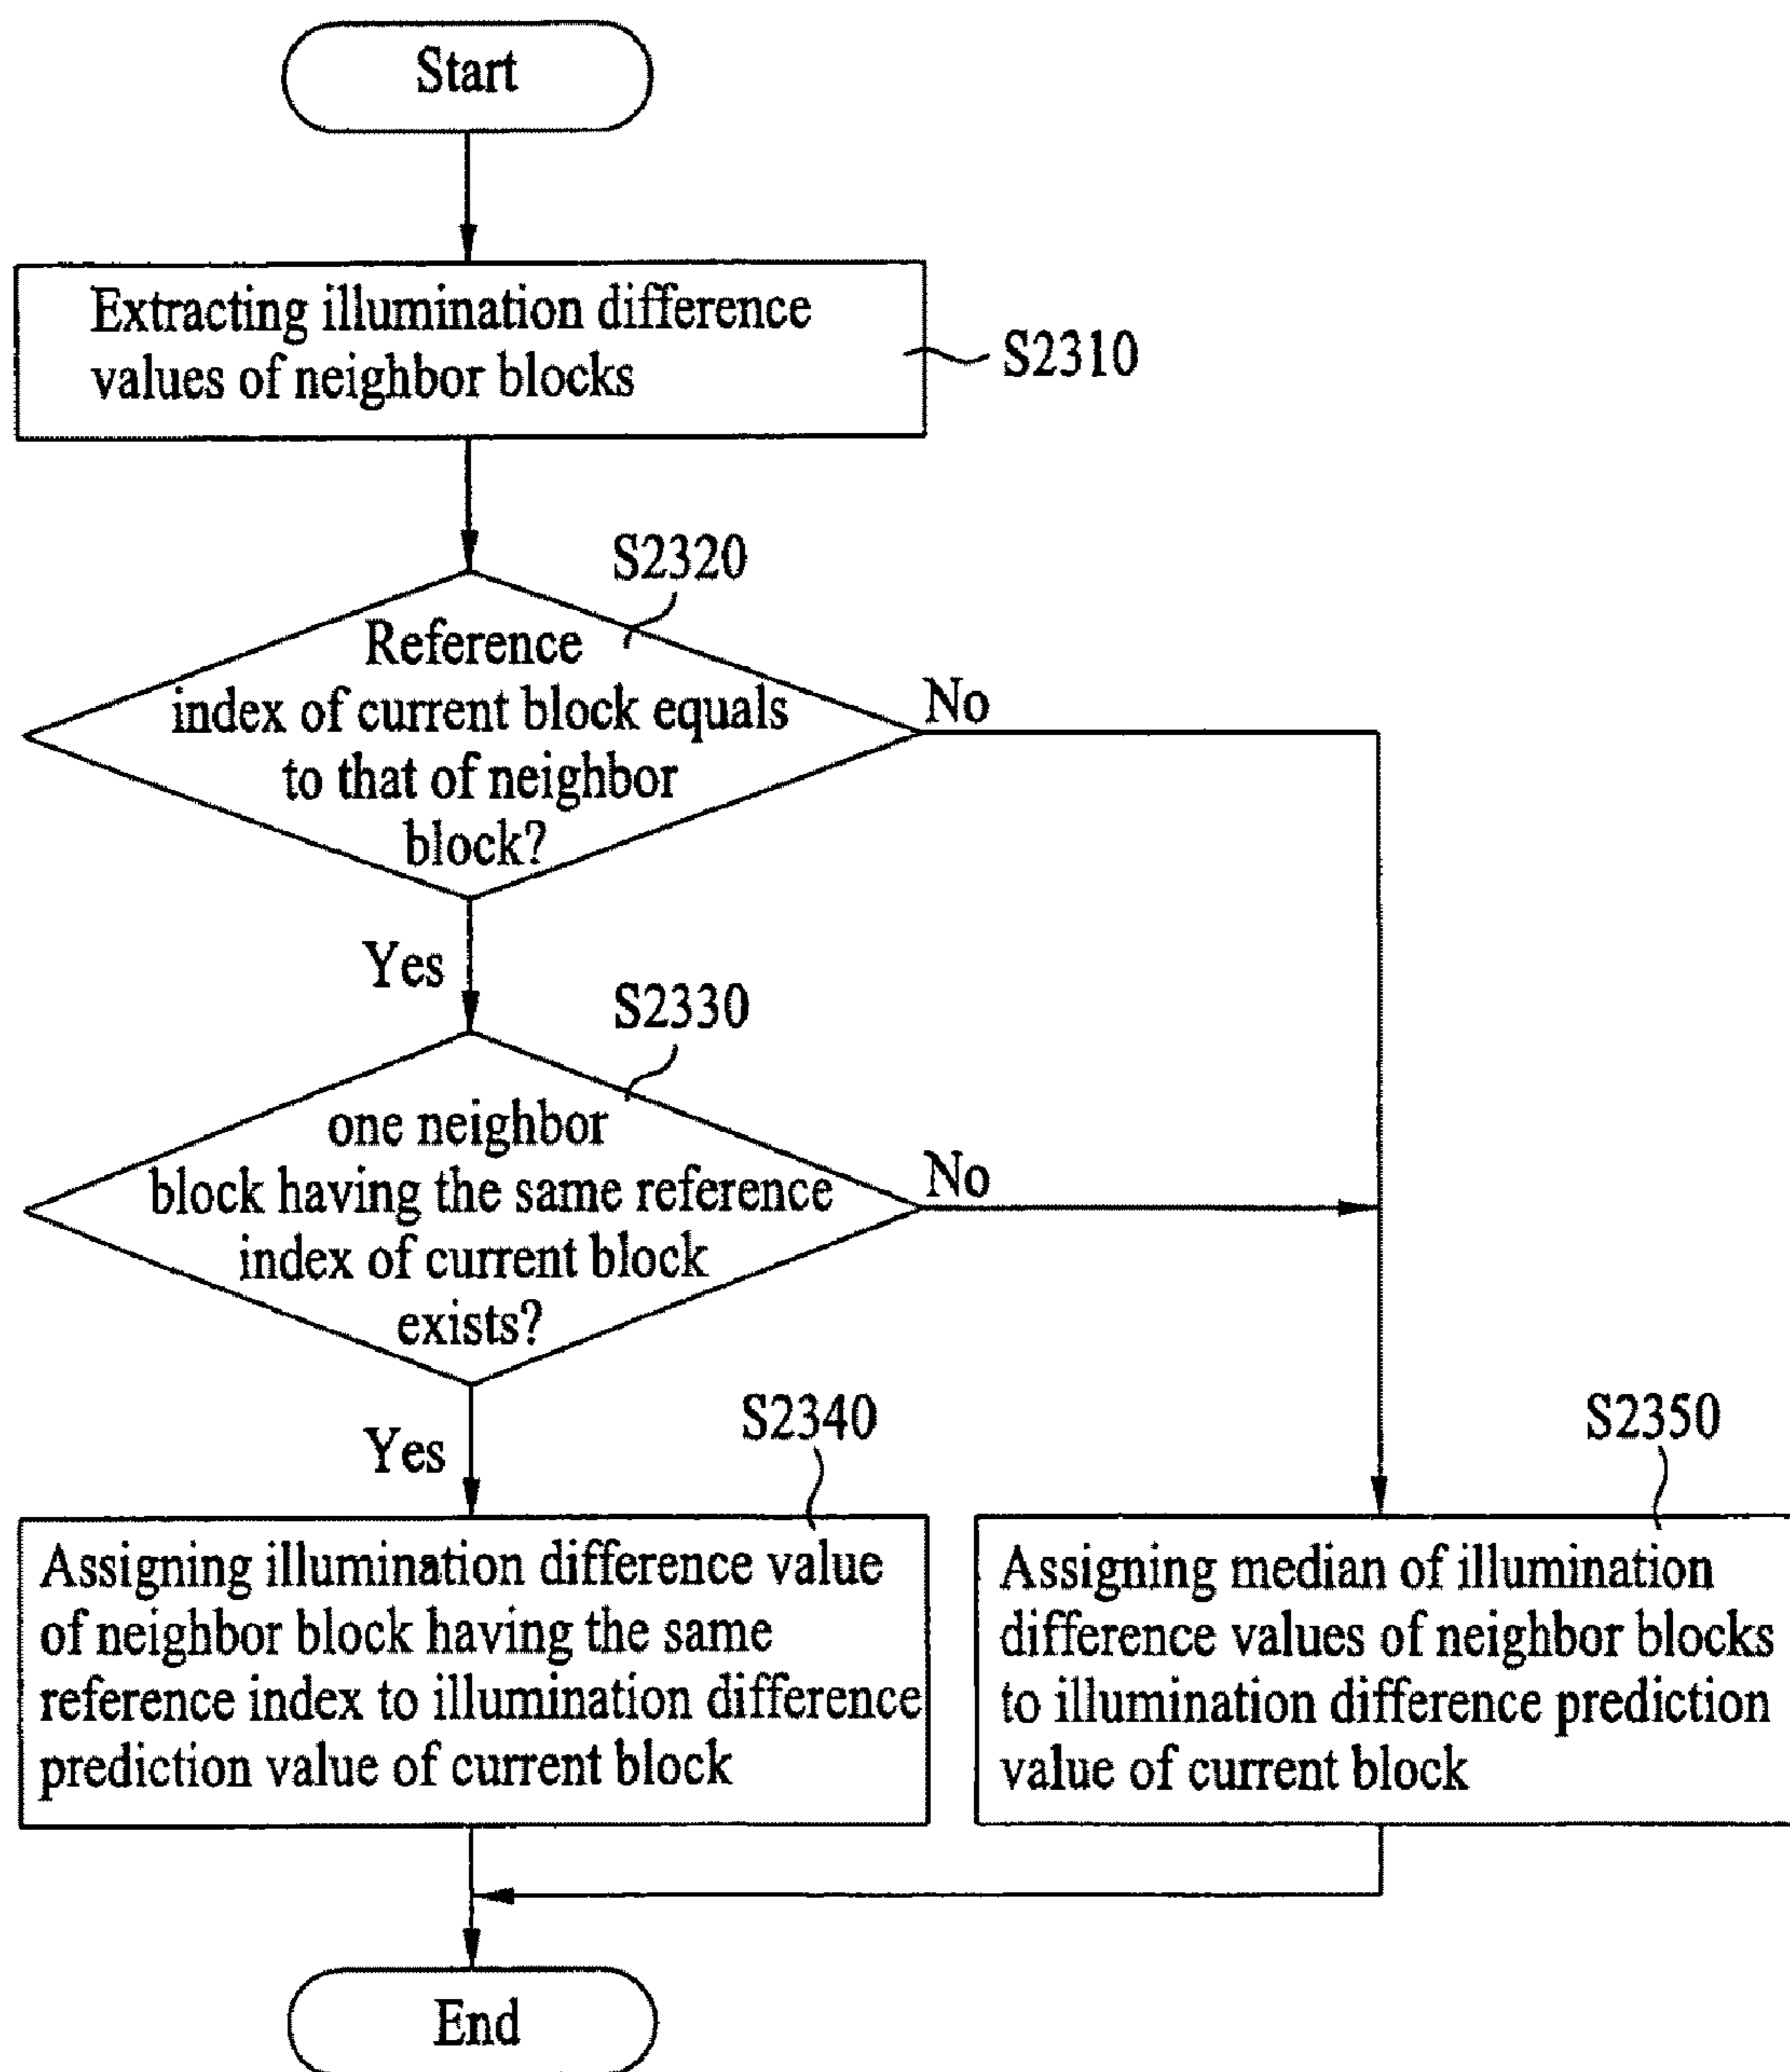 Start
Extracting illumination difference
values of neighbor blocks
S2310
S2320
Reference
index of current block equals
to that of neighbor
block?
No
Yes
S2330
one neighbor
block having the same reference
index of current block
exists?
No
Yes
S2340
Assigning illumination difference value
of neighbor block having the same
reference index to illumination difference
prediction value of current block
S2350
Assigning median of illumination
difference values of neighbor blocks
to illumination difference prediction
value of current block
End